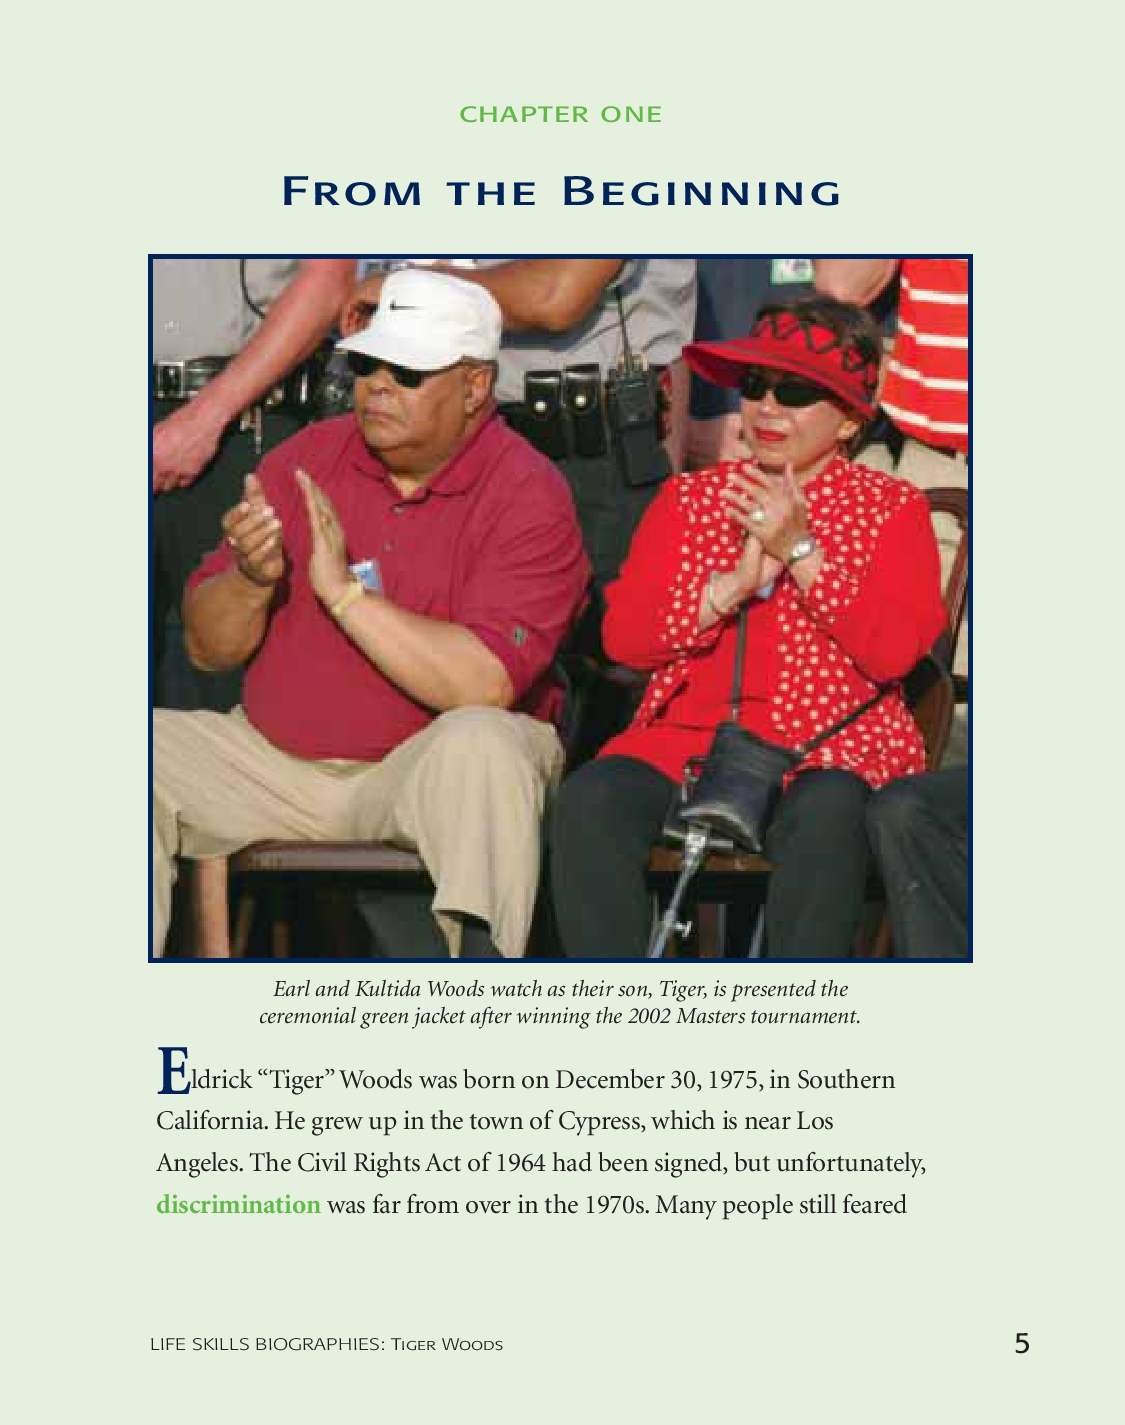 CHAPTER ONE
FROM THE BEGINNING
Earl and Kultida Woods watch as their son, Tiger, is presented the
ceremonial green jacket after winning the 2002 Masters tournament.
Eldrick “Tiger” Woods was born on December 30, 1975, in Southern
California. He grew up in the town of Cypress, which is near Los
Angeles. The Civil Rights Act of 1964 had been signed, but unfortunately,
discrimination was far from over in the 1970s. Many people still feared
LIFE SKILLS BIOGRAPHIES: TIGER WOODS
5